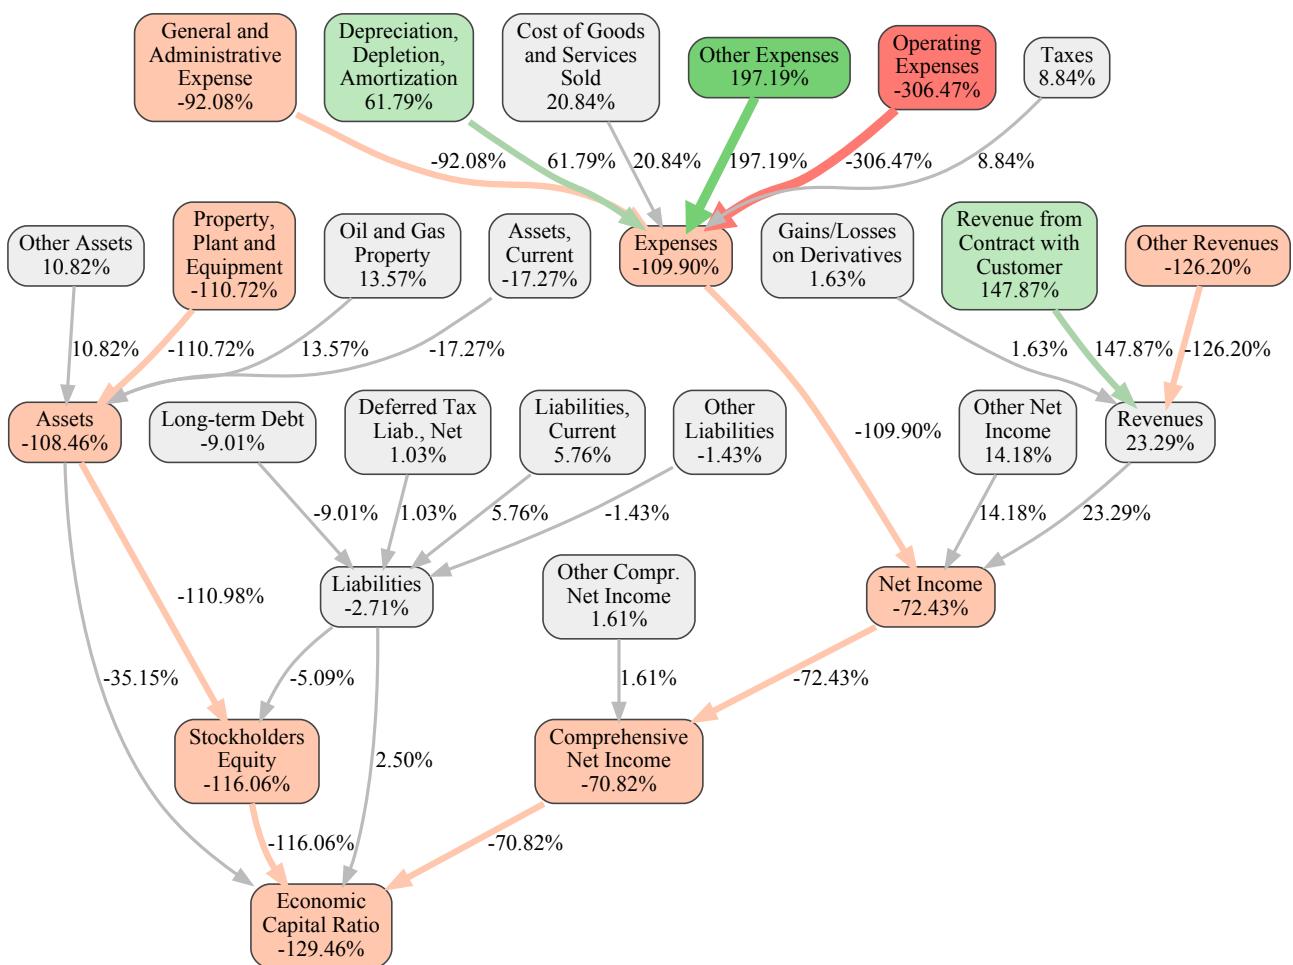 General and
Administrative
Expense
-92.08%
Depreciation,
Depletion,
Amortization
61.79%
Cost of Goods
and Services
Sold
20.84%
Other Expenses
197.19%
Operating
Expenses
-306.47%
Taxes
8.84%
-92.08%
61.79%
20.84%
197.19%
-306.47%
8.84%
Other Assets
10.82%
Property,
Plant and
Equipment
-110.72%
Oil and Gas
Property
13.57%
Assets,
Current
-17.27%
Expenses
-109.90%
Gains/Losses
on Derivatives
1.63%
Revenue from
Contract with
Customer
147.87%
Other Revenues
-126.20%
10.82%
-110.72%
13.57%
-17.27%
1.63%
147.87%
-126.20%
Assets
-108.46%
Long-term Debt
-9.01%
Deferred Tax
Liab., Net
1.03%
Liabilities,
Current
5.76%
Other
Liabilities
-1.43%
-109.90%
Other Net
Income
14.18%
Revenues
23.29%
-9.01%
1.03%
5.76%
-1.43%
14.18%
23.29%
-110.98%
Liabilities
-2.71%
Other Compr.
Net Income
1.61%
Net Income
-72.43%
-35.15%
-5.09%
1.61%
-72.43%
Stockholders
Equity
-116.06%
2.50%
Comprehensive
Net Income
-70.82%
-116.06%
-70.82%
Economic
Capital Ratio
-129.46%